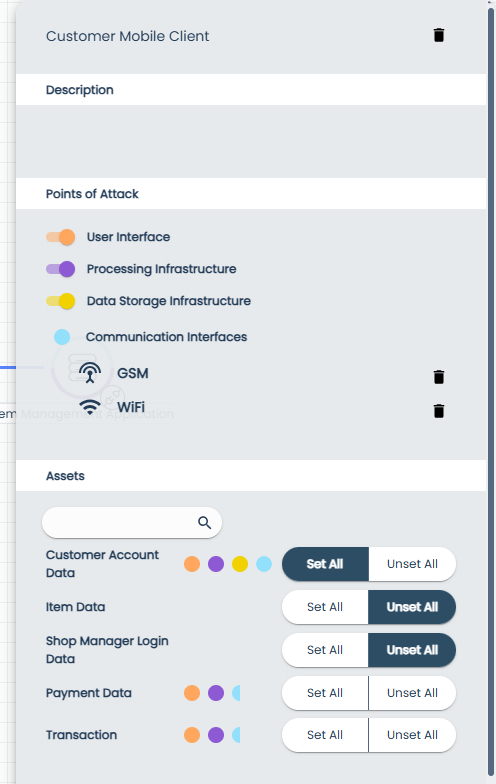 Customer Mobile Client
Description
Points of Attack
User Interface
Processing Infrastructure
Data Storage Infrastructure
Communication Interfaces
GSM
WiFi
em Management Application
Assets
Customer Account
Data
Set All Unset All
Item Data
Set All Unset All
Shop Manager Login
Data
Set All Unset All
Payment Data
Set All Unset All
Transaction
Set All Unset All